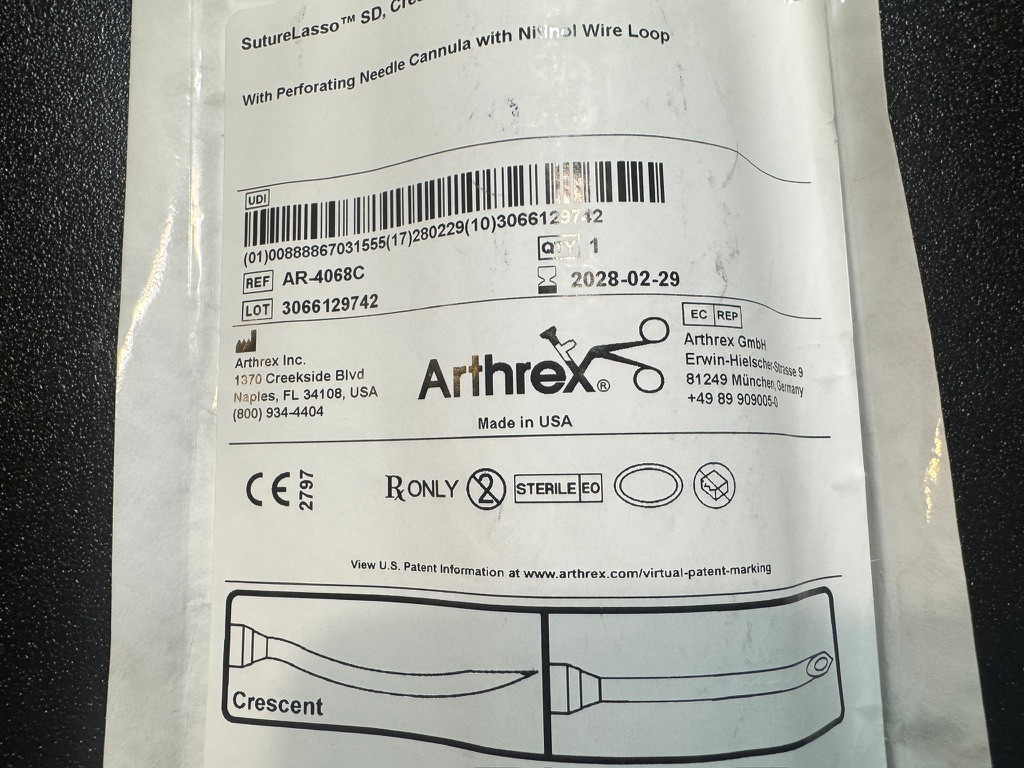 SutureLasso™ SD,
With Perforating Needle Cannula with Nitinol Wire Loop
UDI
(01)00888867031555(17)280229(10)3066129742
QTY 1
REF AR-4068C
2028-02-29
LOT 3066129742
EC REP
Arthrex Inc.
1370 Creekside Blvd
Naples, FL 34108, USA
(800) 934-4404
Arthrex®
Made in USA
Arthrex GmbH
Erwin-Hielscher-Strasse 9
81249 München, Germany
+49 89 909005-0
CE 2797
Rx ONLY 2 STERILE EO
View U.S. Patent Information at www.arthrex.com/virtual-patent-marking
Crescent